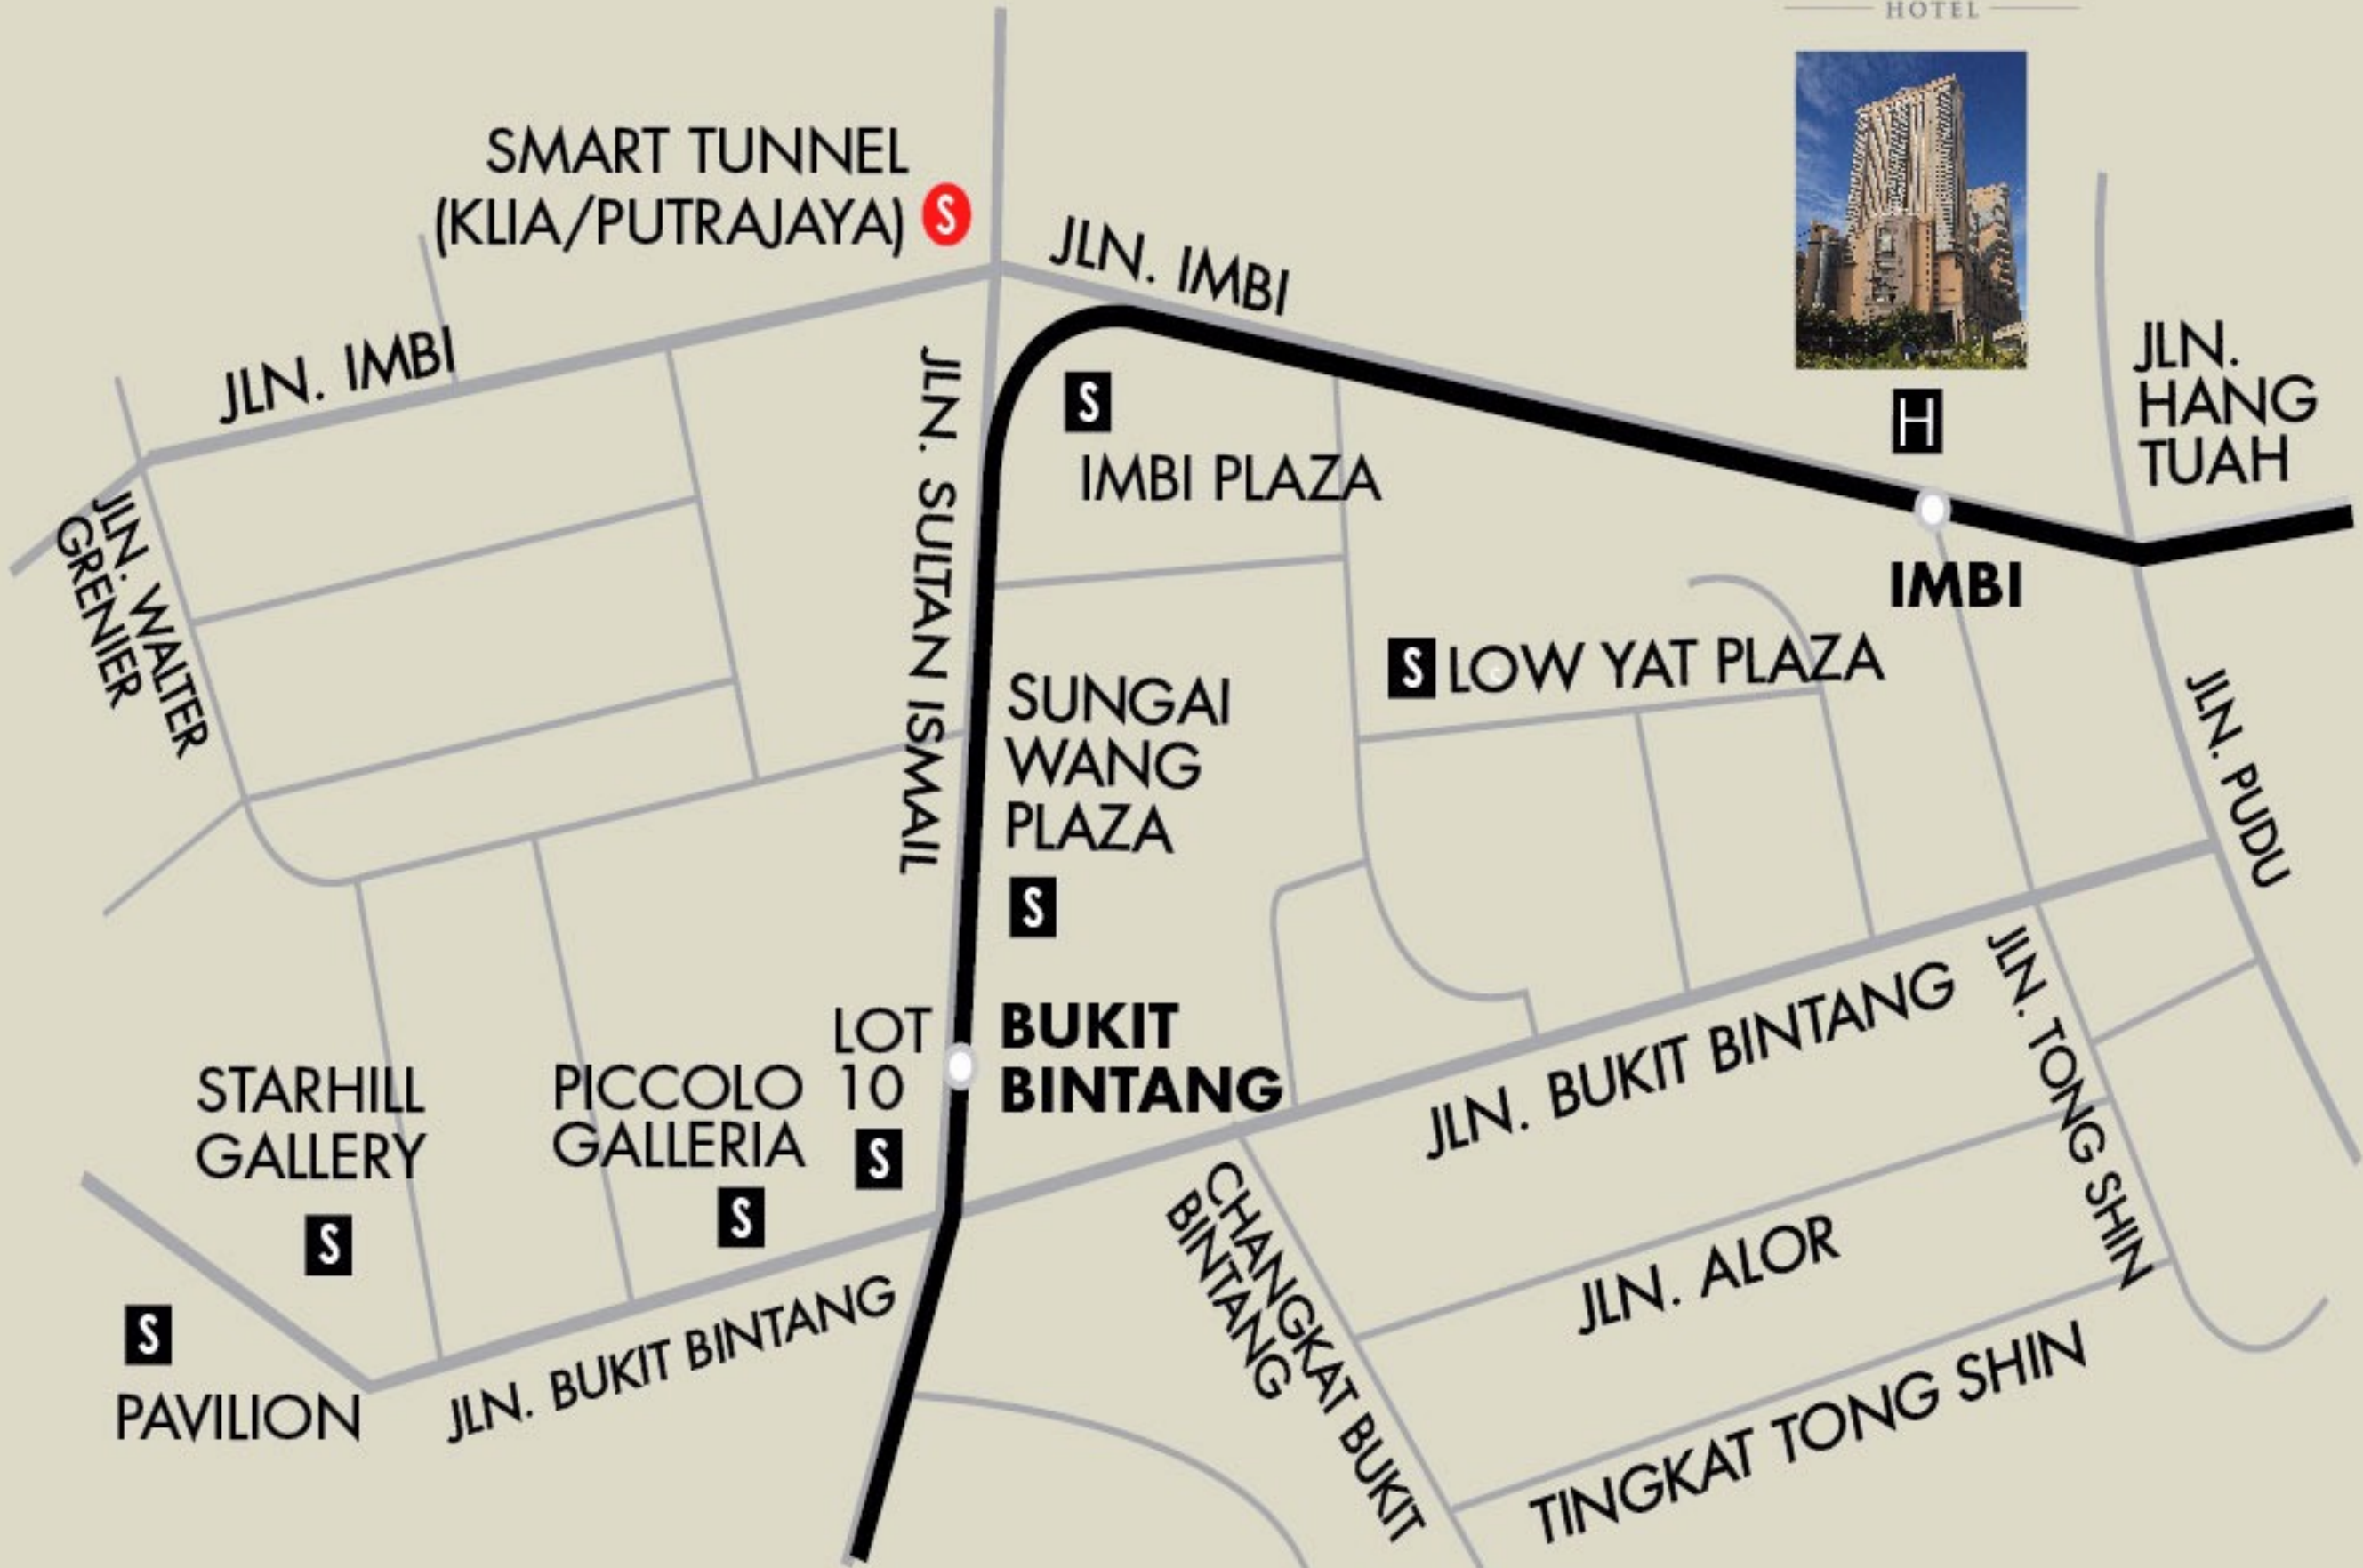 HOTEL
SMART TUNNEL
(KLIA/PUTRAJAYA) S
JLN. IMBI
JLN. IMBI
JLN.
HANG
TUAH
H
S
IMBI PLAZA
JLN. WALTER
GRENIER
JLN. SULTAN ISMAIL
IMBI
S LOW YAT PLAZA
SUNGAI
WANG
PLAZA
S
JLN. PUDU
LOT
10
S
BUKIT
BINTANG
STARHILL
GALLERY
S
PICCOLO
GALLERIA
S
JLN. BUKIT BINTANG
JLN. TONG SHIN
S
PAVILION
JLN. BUKIT BINTANG
CHANGKAT BUKIT
BINTANG
JLN. ALOR
TINGKAT TONG SHIN